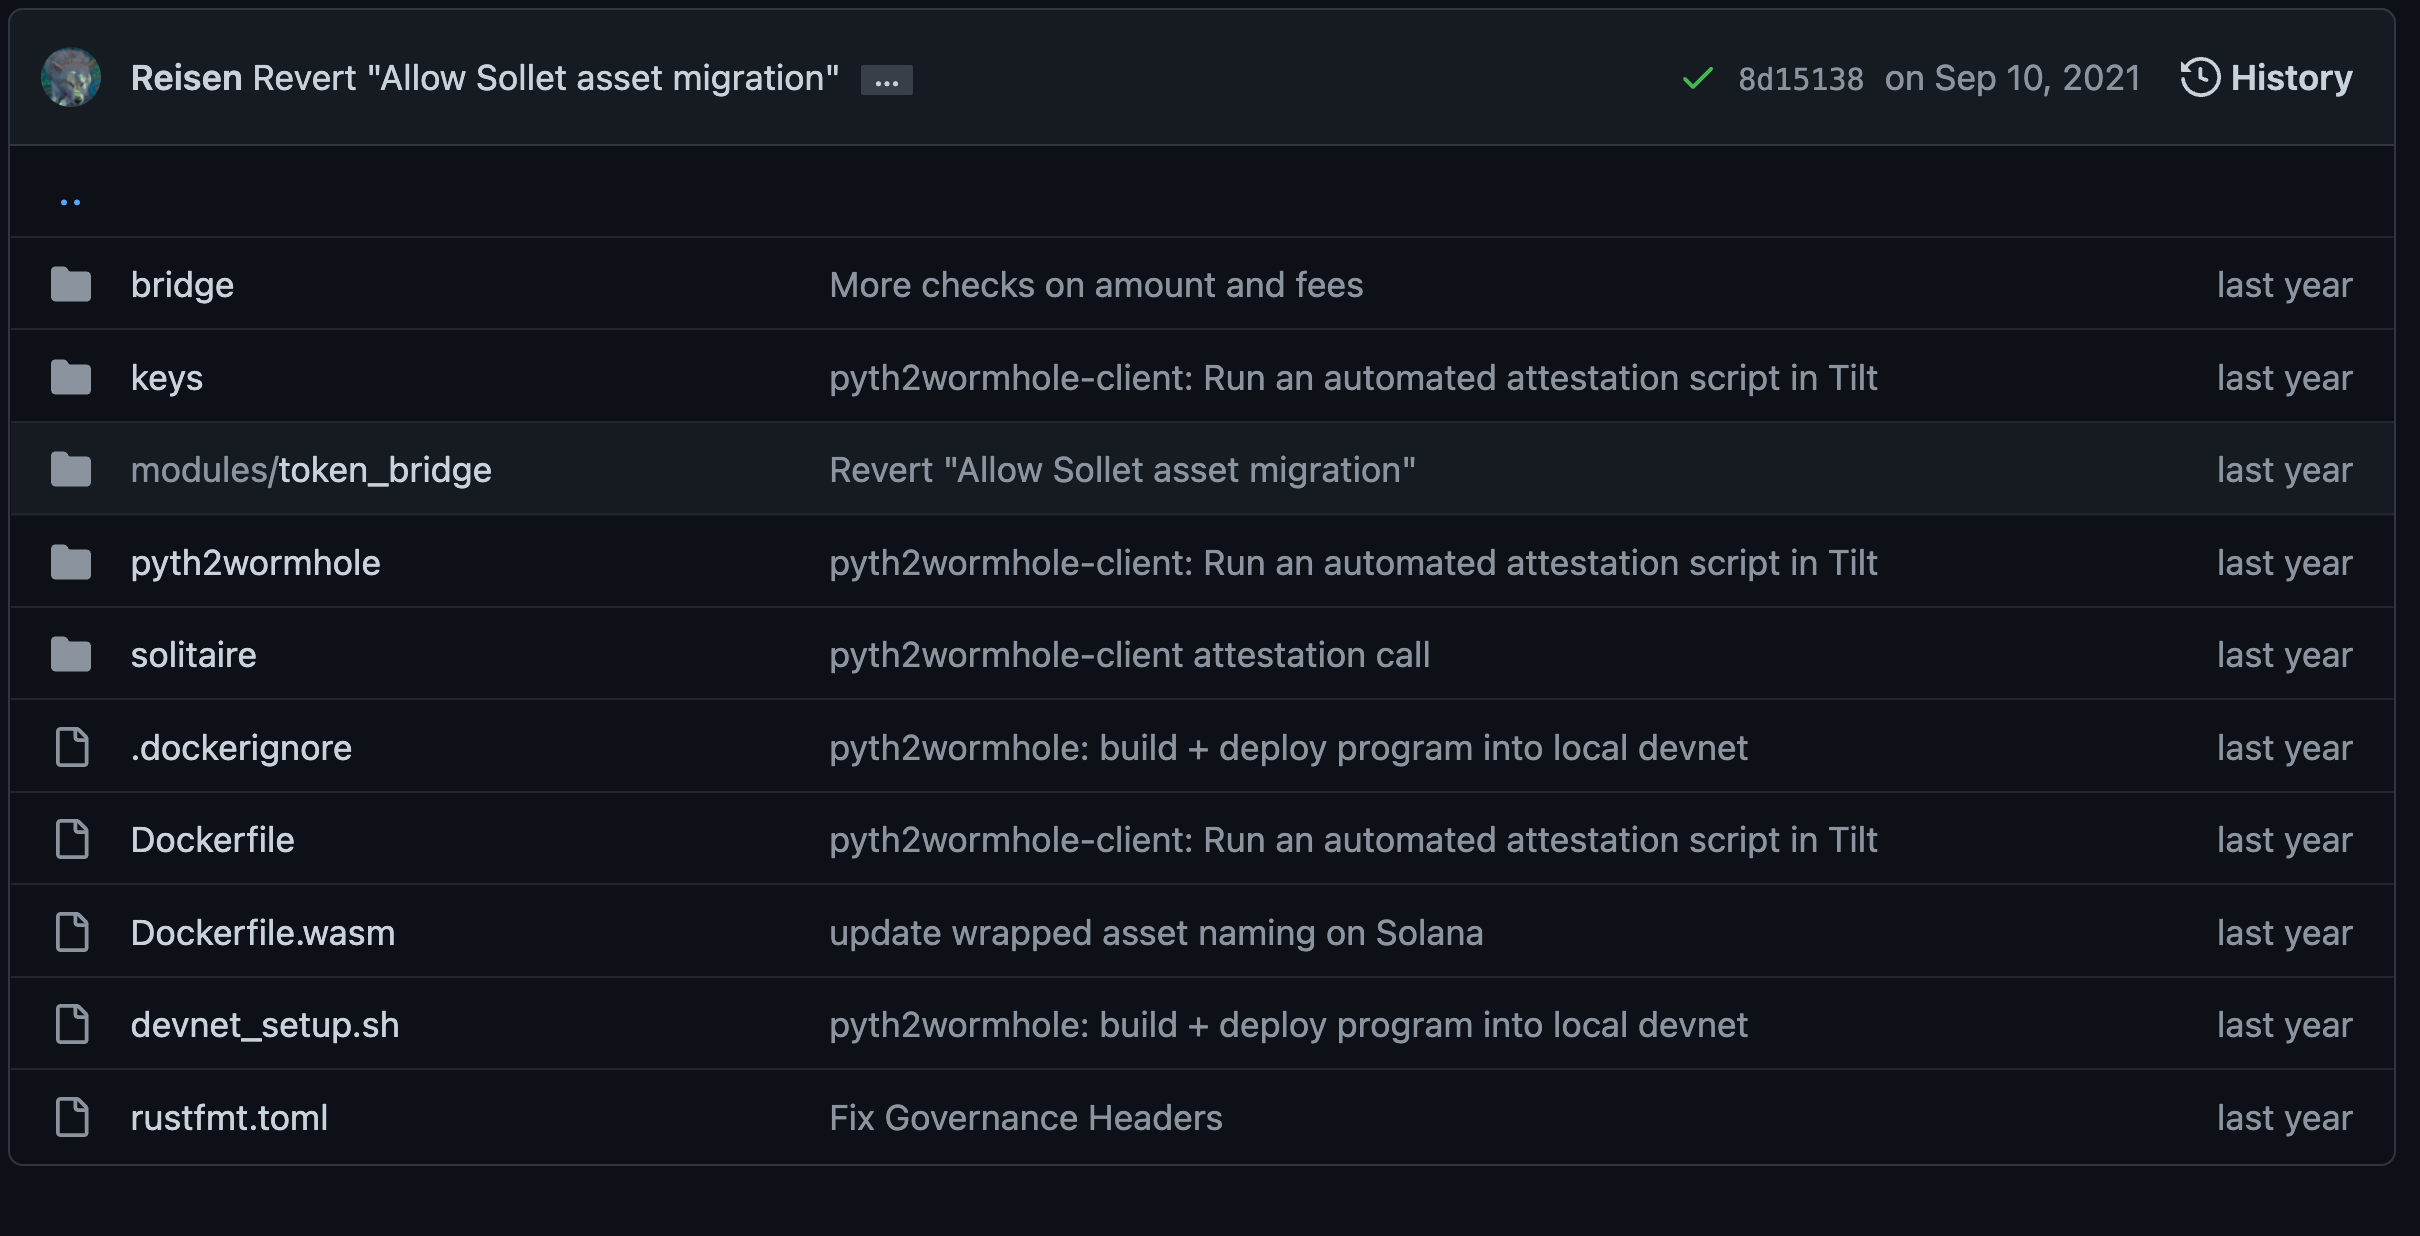 Reisen Revert "Allow Sollet asset migration" ... 8d15138 on Sep 10, 2021 History
..
bridge More checks on amount and fees last year
keys pyth2wormhole-client: Run an automated attestation script in Tilt last year
modules/token_bridge Revert "Allow Sollet asset migration" last year
pyth2wormhole pyth2wormhole-client: Run an automated attestation script in Tilt last year
solitaire pyth2wormhole-client attestation call last year
.dockerignore pyth2wormhole: build + deploy program into local devnet last year
Dockerfile pyth2wormhole-client: Run an automated attestation script in Tilt last year
Dockerfile.wasm update wrapped asset naming on Solana last year
devnet_setup.sh pyth2wormhole: build + deploy program into local devnet last year
rustfmt.toml Fix Governance Headers last year